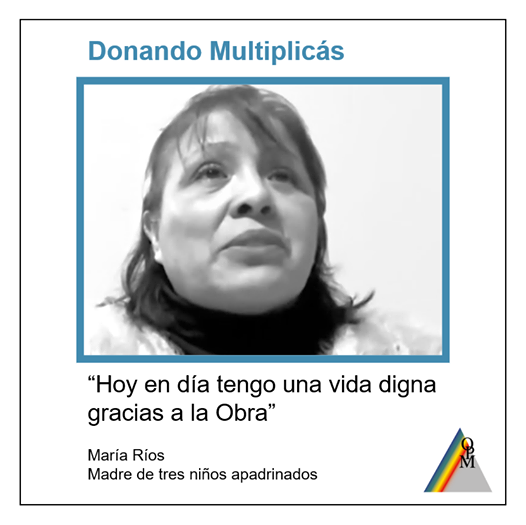 Donando Multiplicás
“Hoy en día tengo una vida digna
gracias a la Obra”
María Ríos
Madre de tres niños apadrinados
OPM